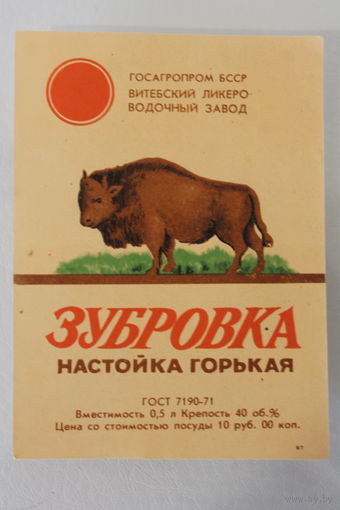 ГОСАГРОПРОМ БССР
ВИТЕБСКИЙ ЛИКЕРО-
ВОДОЧНЫЙ ЗАВОД
ЗУБРОВКА
НАСТОЙКА ГОРЬКАЯ
ГОСТ 7190-71
Вместимость 0,5 л Крепость 40 об.%
Цена со стоимостью посуды 10 руб. 00 коп.